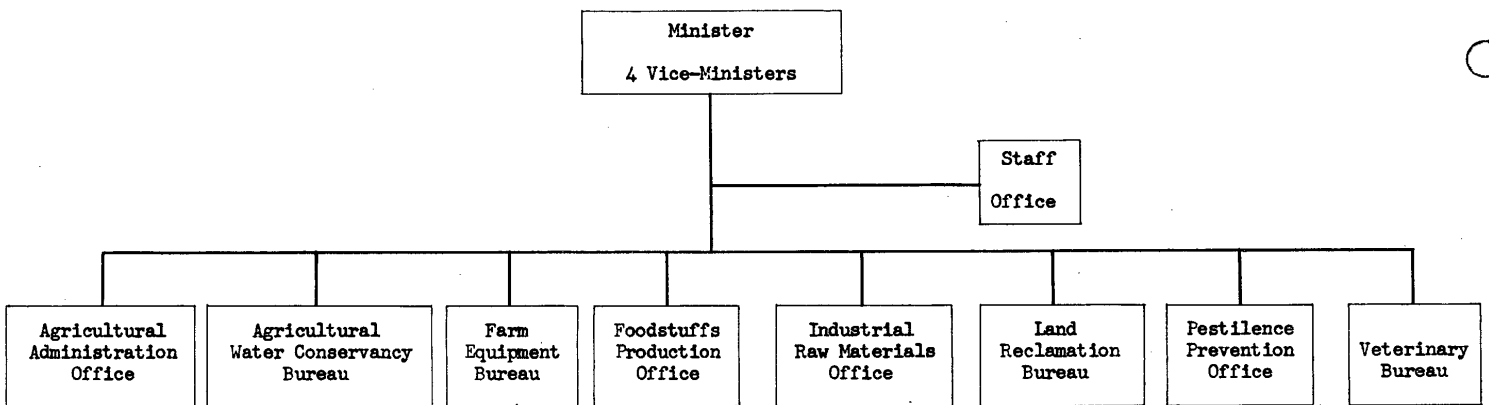 Minister
4 Vice-Ministers
Staff
Office
Agricultural
Administration
Office
Agricultural
Water Conservancy
Bureau
Farm
Equipment
Bureau
Foodstuffs
Production
Office
Industrial
Raw Materials
Office
Land
Reclamation
Bureau
Pestilence
Prevention
Office
Veterinary
Bureau